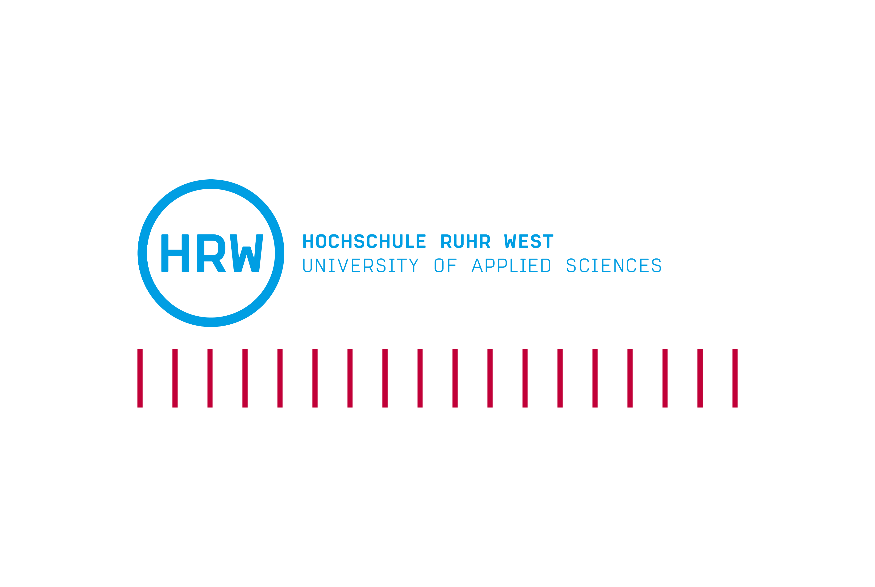 HRW
HOCHSCHULE RUHR WEST
UNIVERSITY OF APPLIED SCIENCES